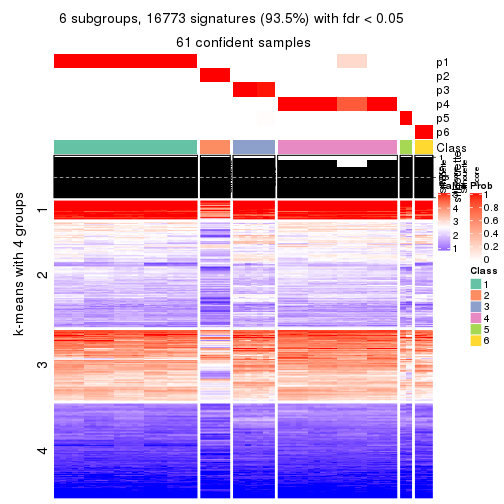 6 subgroups, 16773 signatures (93.5%) with fdr < 0.05
61 confident samples
p1
p2
p3
p4
p5
p6
Class
k-means with 4 groups
1
2
3
4
Silhouette
score
Prob
4
3
2
1
1
0.8
0.6
0.4
0.2
0
Class
1
2
3
4
5
6